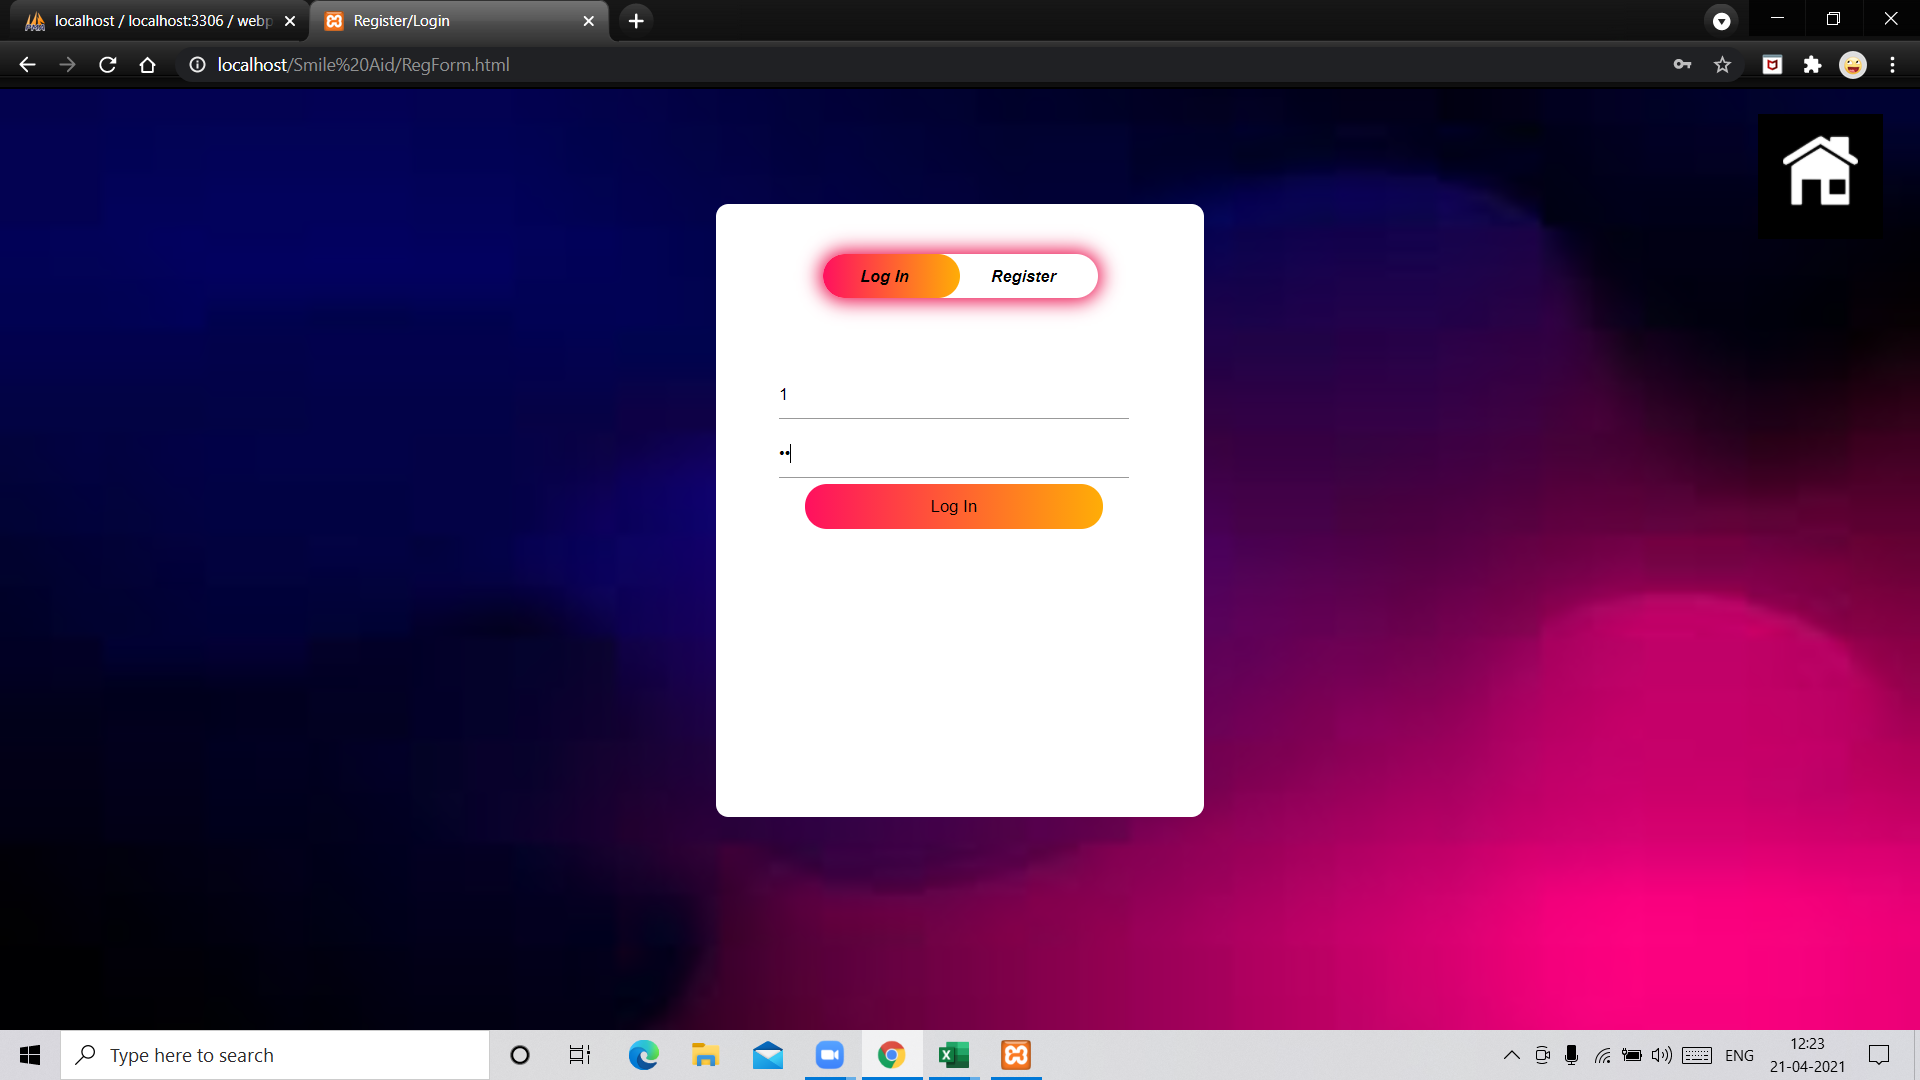 localhost / localhost:3306 / webp
Register/Login
localhost/Smile%20Aid/RegForm.html
Log In
Register
1
••
Log In
Type here to search
ENG
12:23
21-04-2021